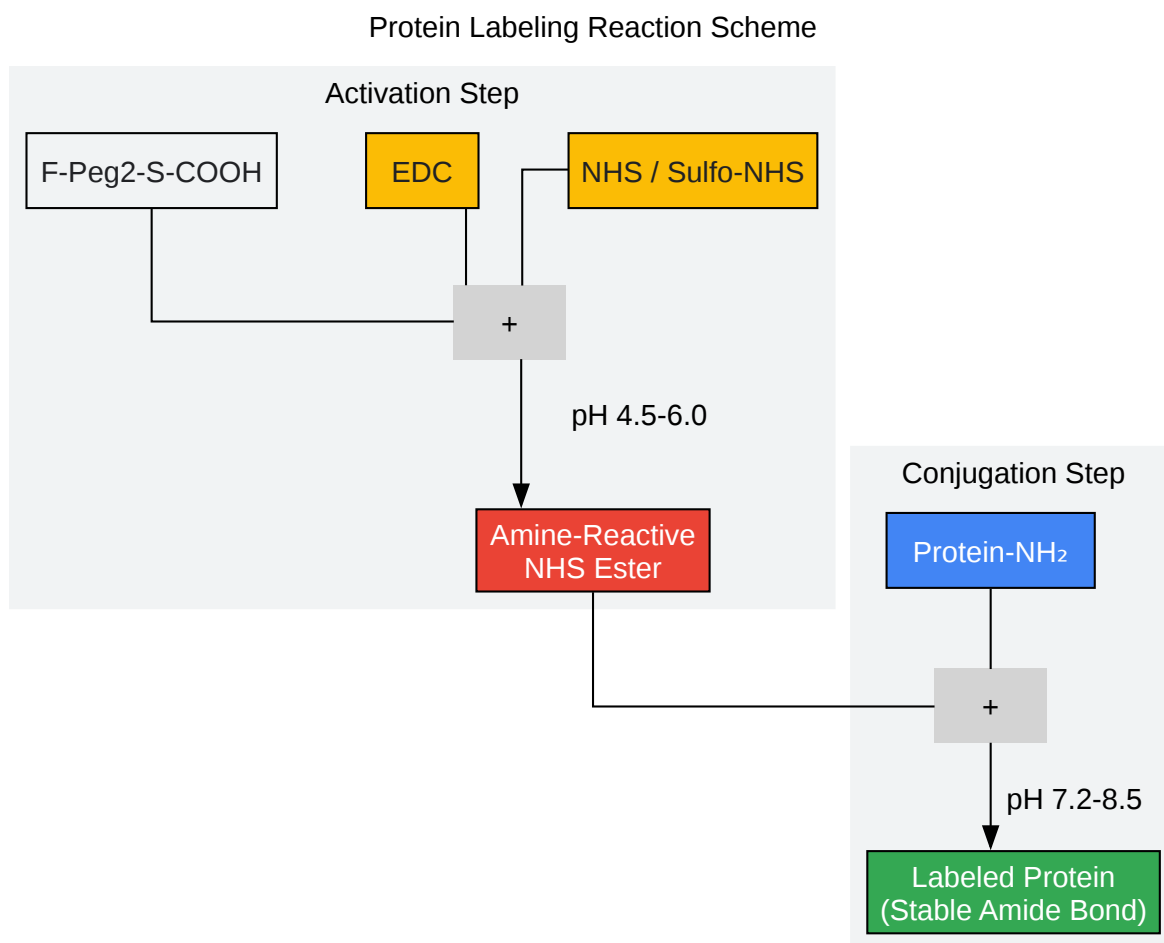 Protein Labeling Reaction Scheme
Activation Step
F-Peg2-S-COOH
EDC
NHS / Sulfo-NHS
+
pH 4.5-6.0
Amine-Reactive
NHS Ester
Conjugation Step
Protein-NH₂
+
pH 7.2-8.5
Labeled Protein
(Stable Amide Bond)